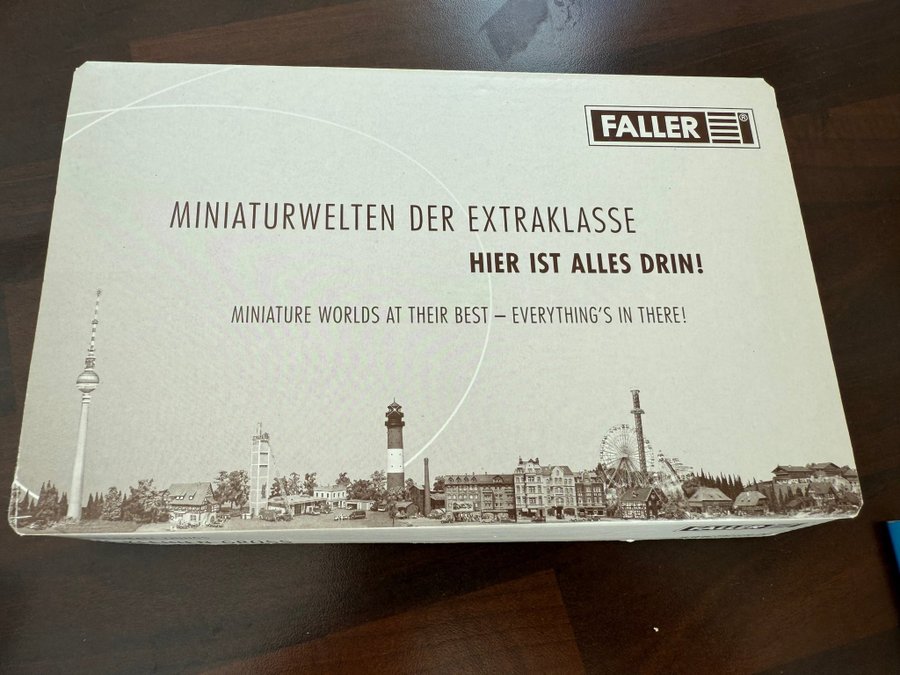 FALLER ®
MINIATURWELTEN DER EXTRAKLASSE
HIER IST ALLES DRIN!
MINIATURE WORLDS AT THEIR BEST – EVERYTHING'S IN THERE!